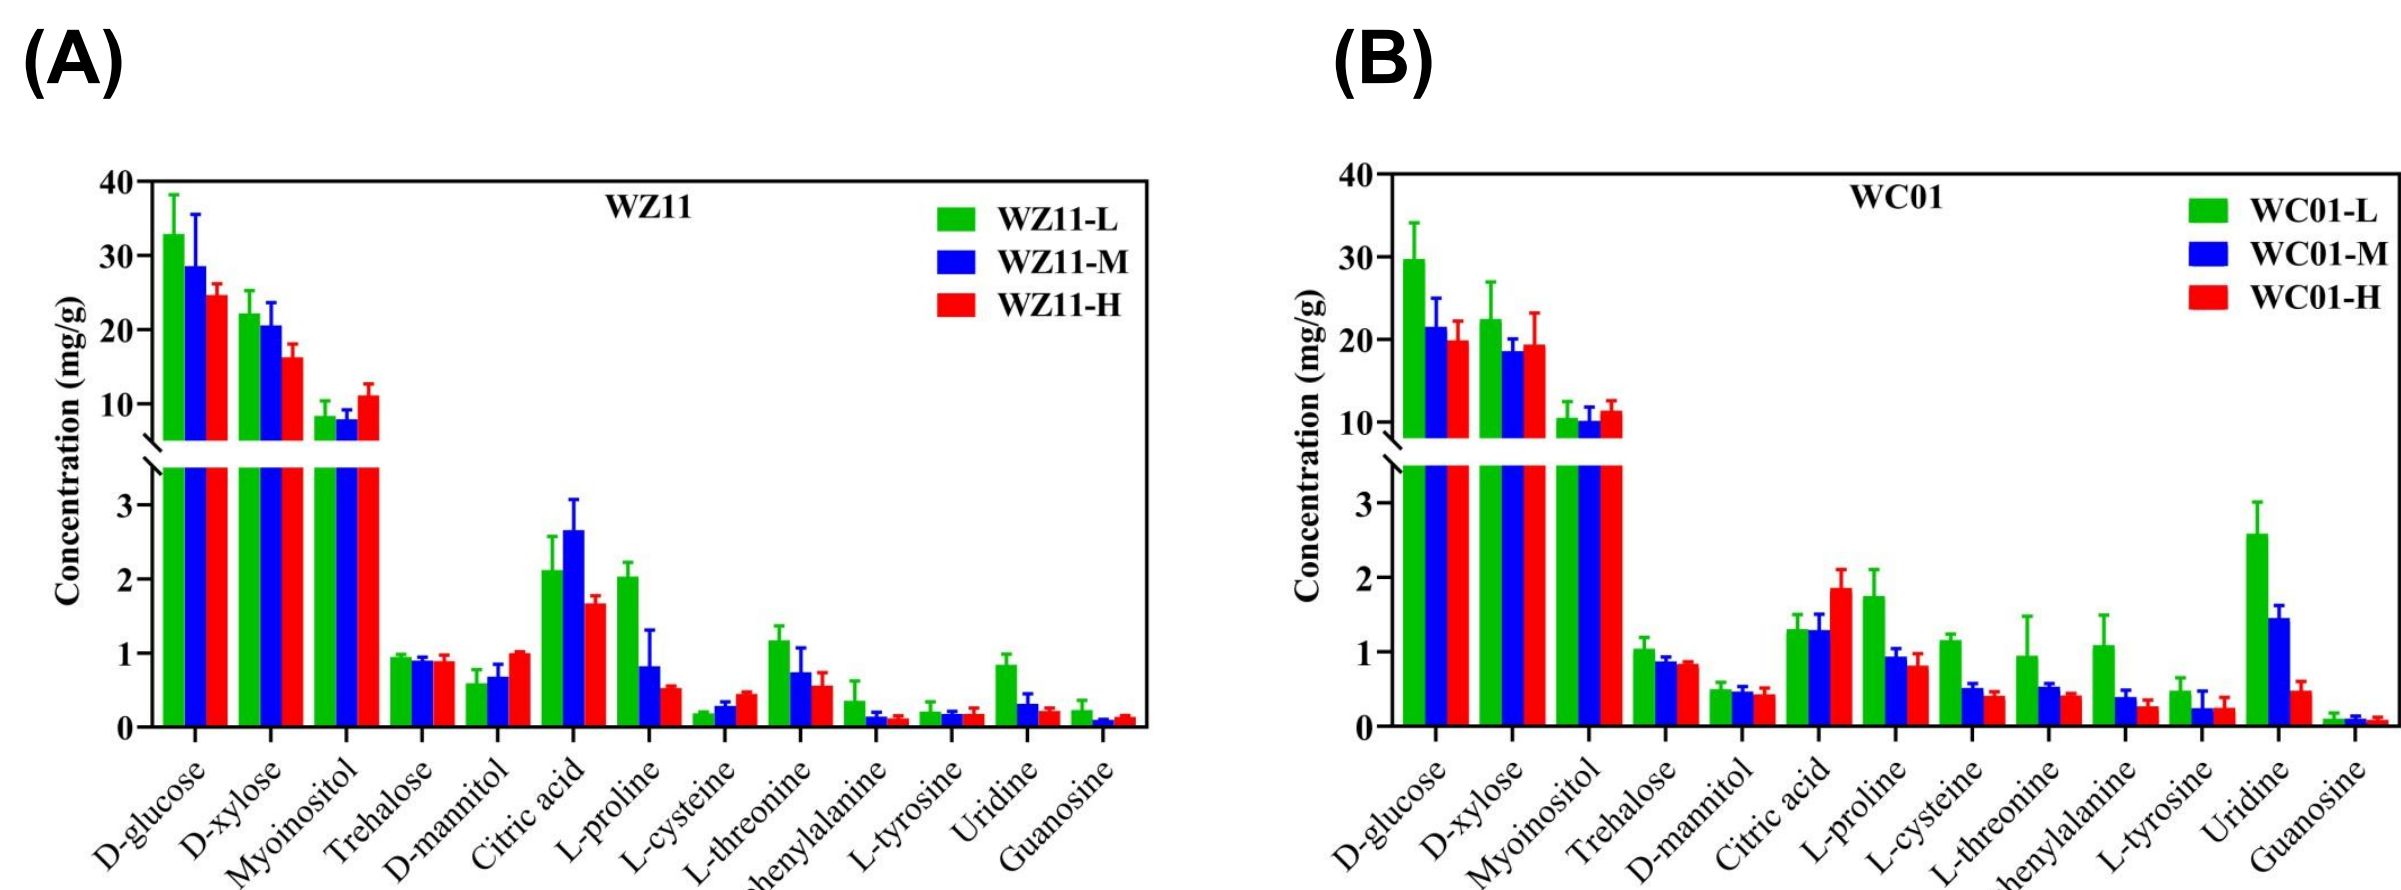 (A)
WZ11
WZ11-L
WZ11-M
WZ11-H
Concentration (mg/g)
40
30
20
10
3
2
1
0
D-glucose
D-xylose
Myoinositol
Trehalose
D-mannitol
Citric acid
L-proline
L-cysteine
L-threonine
phenylalanine
L-tyrosine
Uridine
Guanosine
(B)
WC01
WC01-L
WC01-M
WC01-H
Concentration (mg/g)
40
30
20
10
3
2
1
0
D-glucose
D-xylose
Myoinositol
Trehalose
D-mannitol
Citric acid
L-proline
L-cysteine
L-threonine
henylalanine
L-tyrosine
Uridine
Guanosine